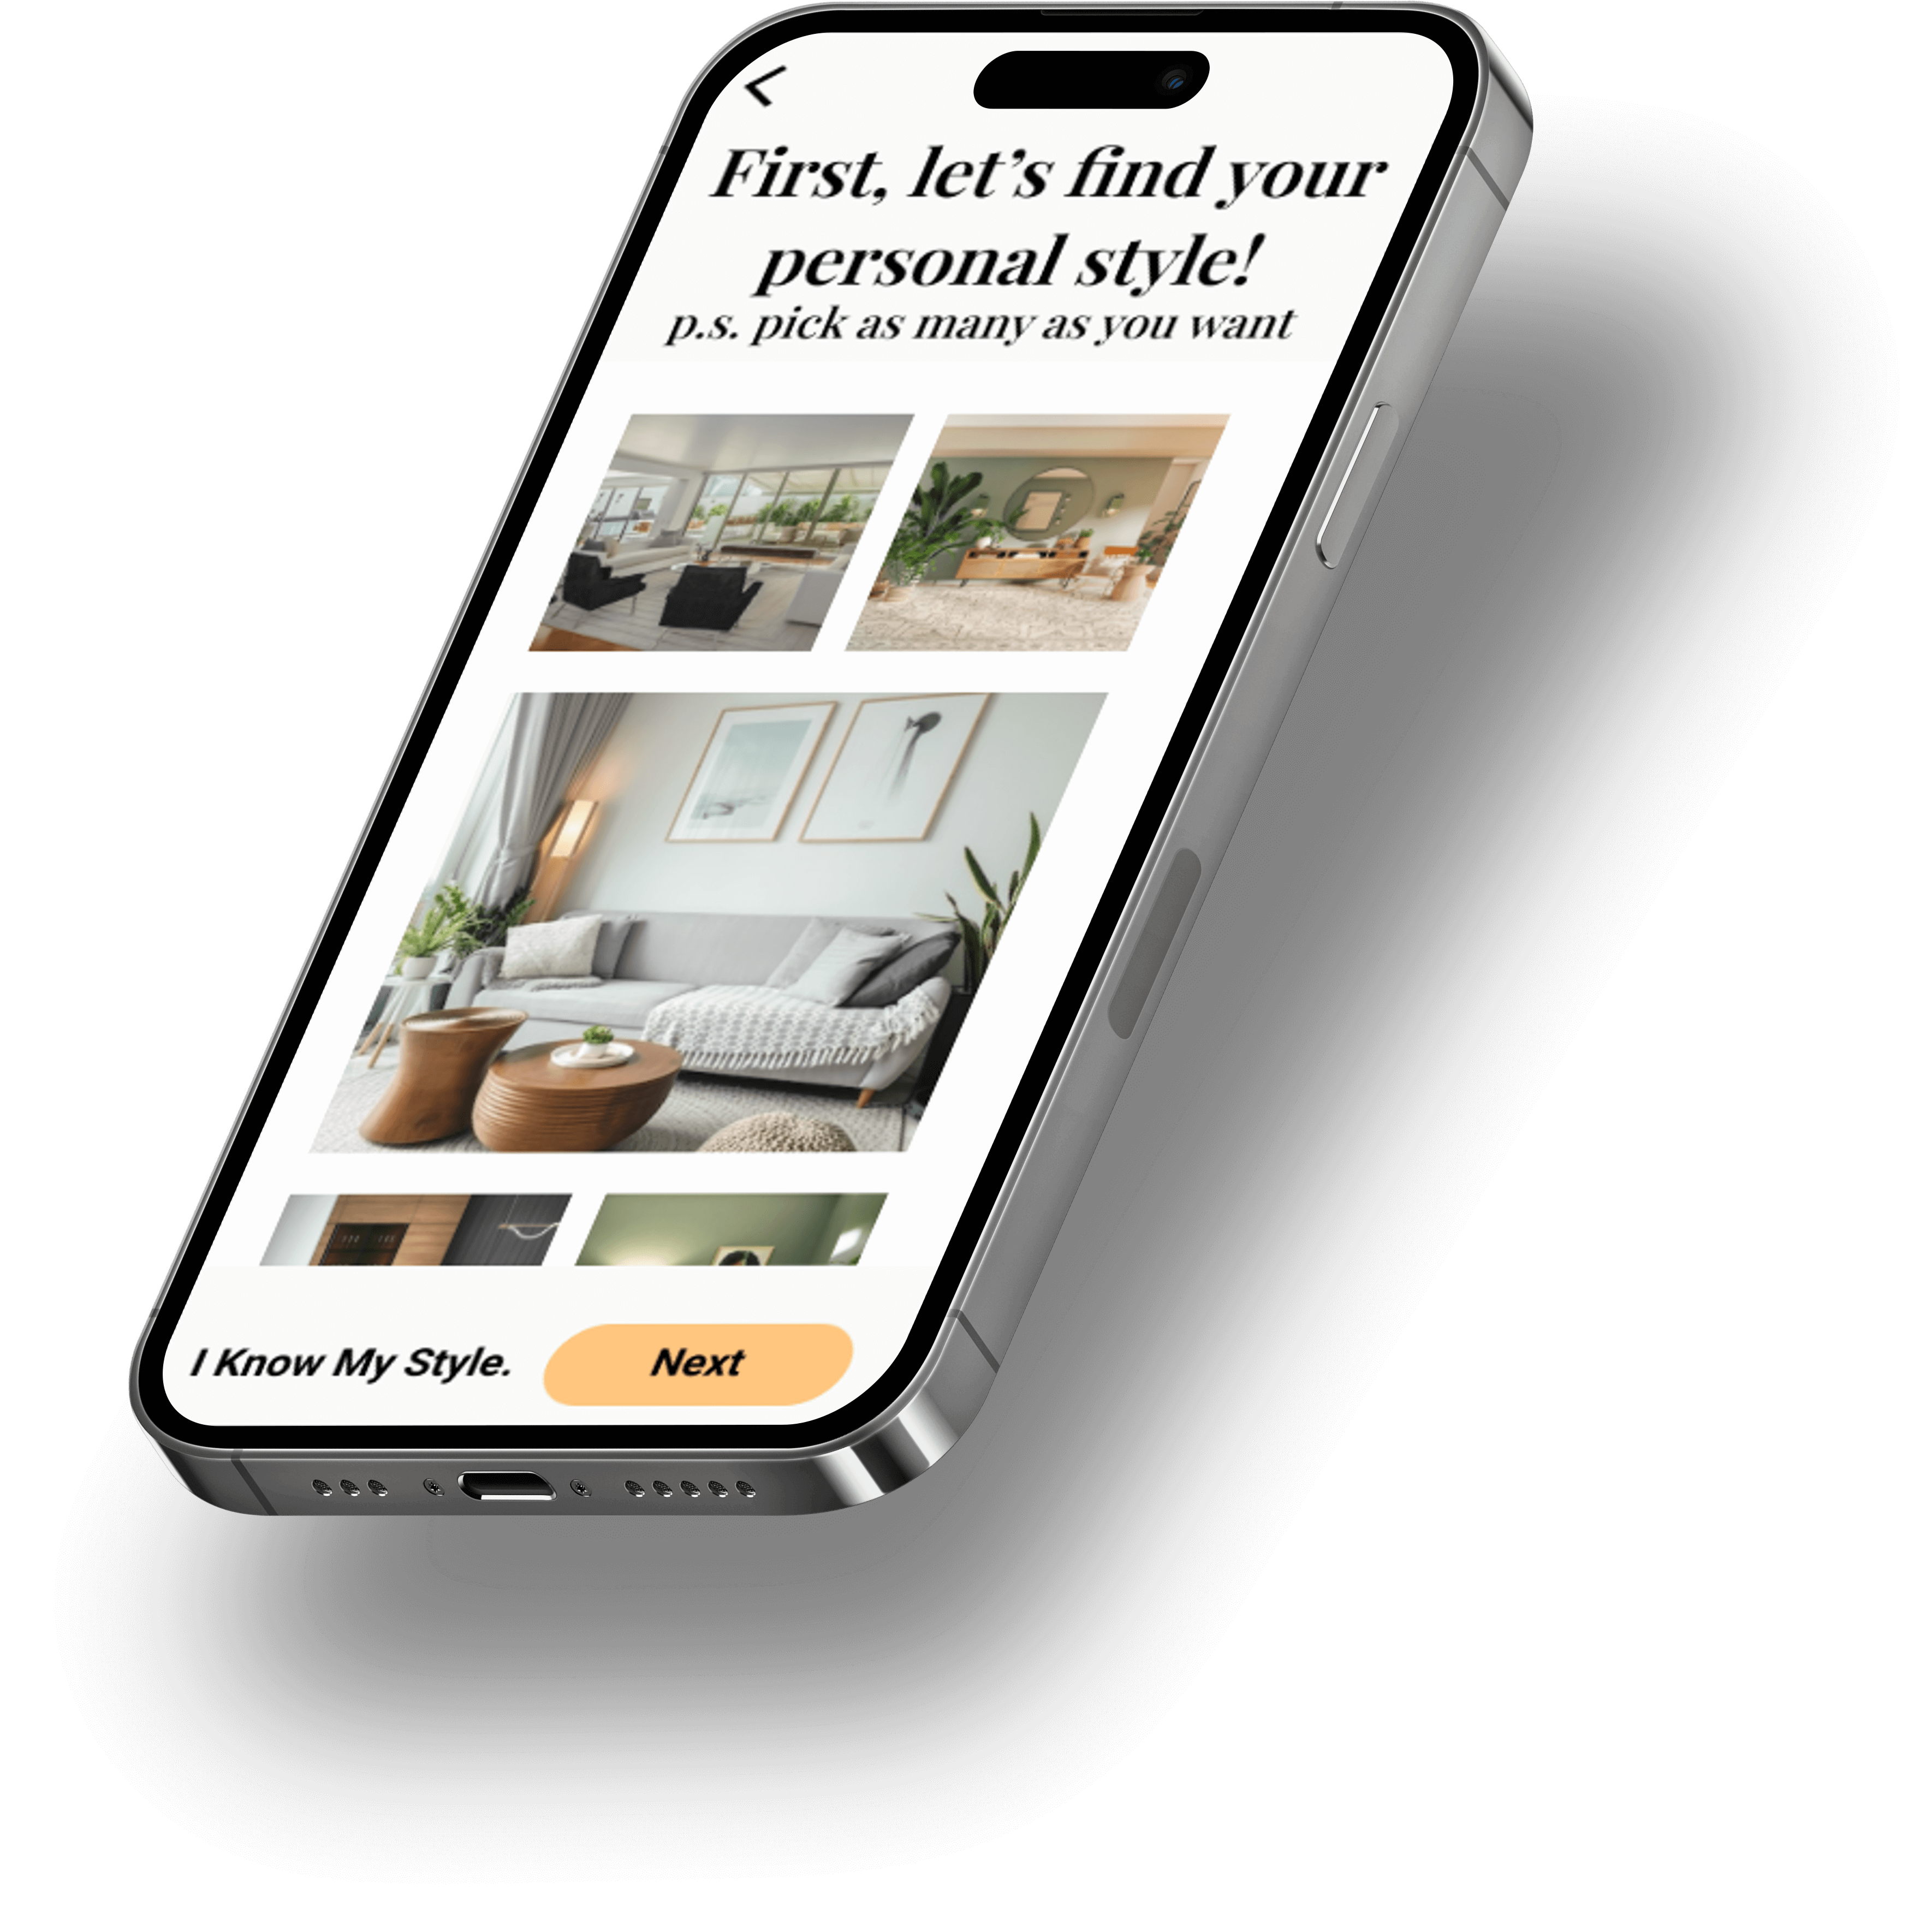 First, let’s find your
personal style!
p.s. pick as many as you want
I Know My Style.
Next